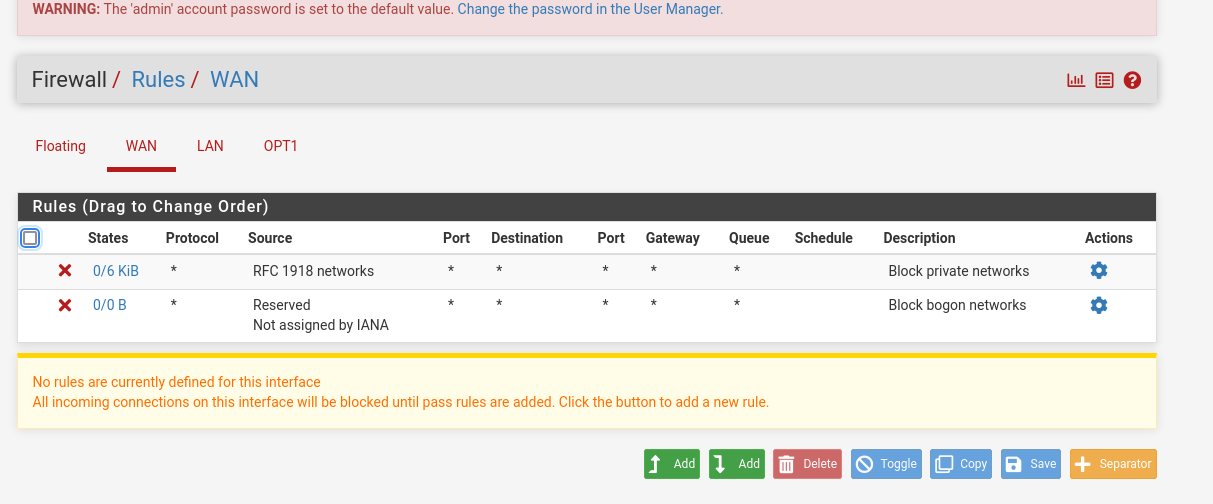 WARNING: The 'admin' account password is set to the default value. Change the password in the User Manager.
Firewall / Rules / WAN
Floating WAN LAN OPT1
Rules (Drag to Change Order)
States Protocol Source Port Destination Port Gateway Queue Schedule Description Actions
0/6 KiB * RFC 1918 networks * * * * * Block private networks
0/0 B * Reserved * * * * * Block bogon networks
Not assigned by IANA
No rules are currently defined for this interface
All incoming connections on this interface will be blocked until pass rules are added. Click the button to add a new rule.
Add Add Delete Toggle Copy Save Separator